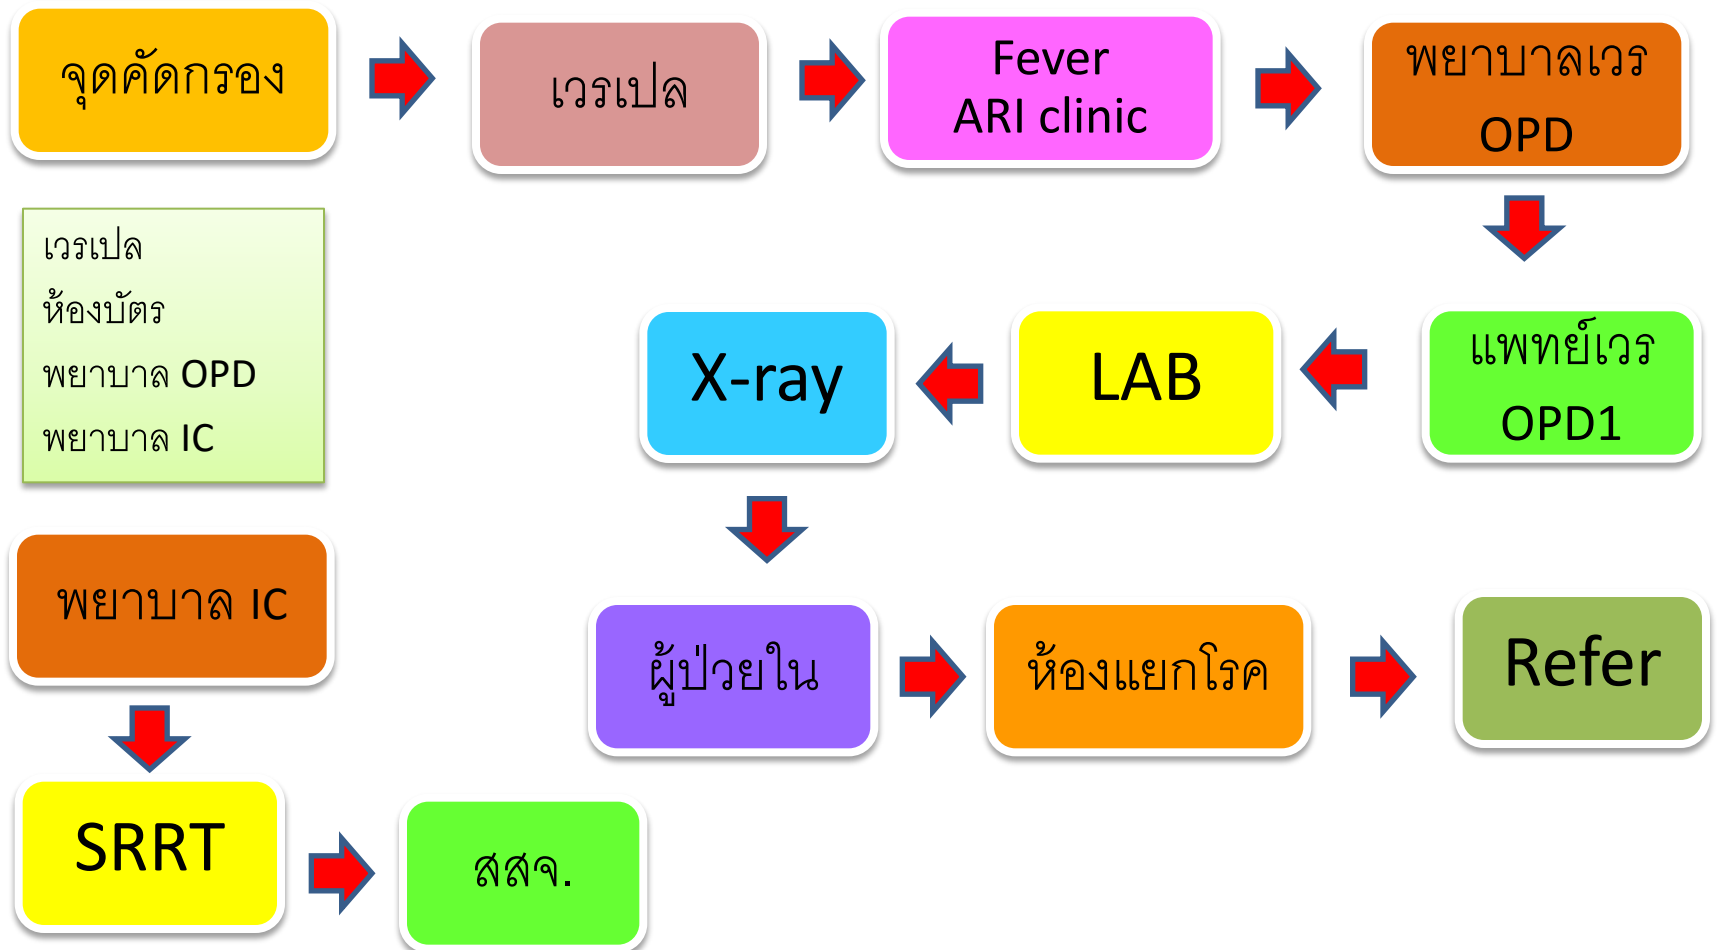 จุดคัดกรอง
เวรเปล
Fever
ARI clinic
พยาบาลเวร
OPD
เวรเปล
ห้องบัตร
พยาบาล OPD
พยาบาล IC
แพทย์เวร
OPD1
LAB
X-ray
พยาบาล IC
ผู้ป่วยใน
ห้องแยกโรค
Refer
SRRT
สสจ.